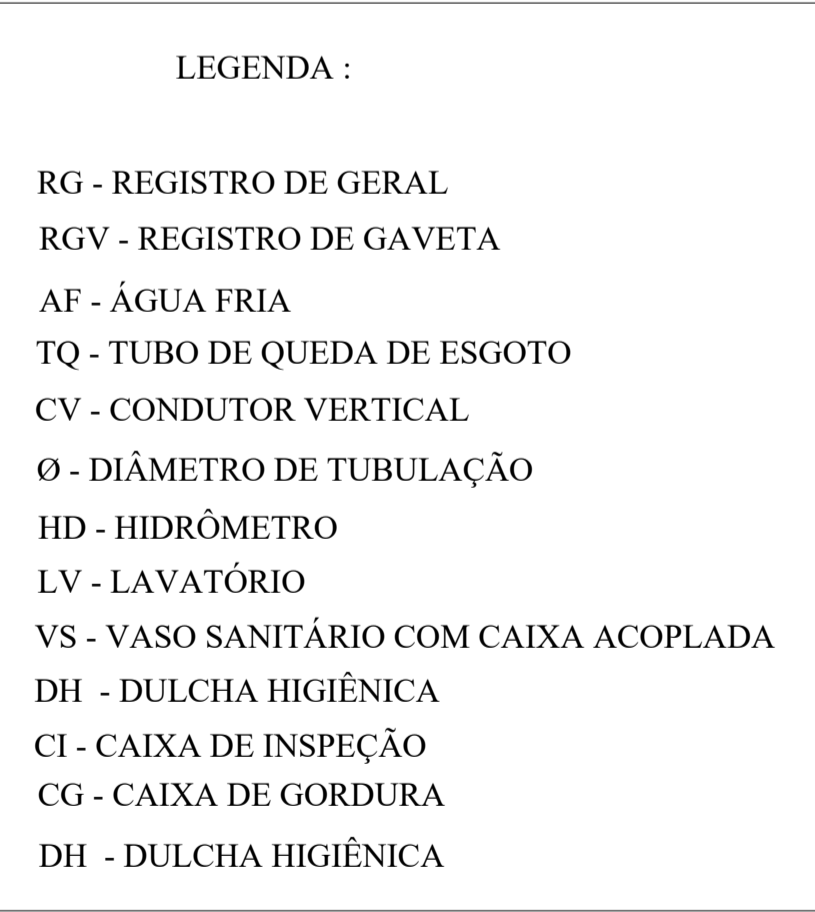 LEGENDA :
RG - REGISTRO DE GERAL
RGV - REGISTRO DE GAVETA
AF - ÁGUA FRIA
TQ - TUBO DE QUEDA DE ESGOTO
CV - CONDUTOR VERTICAL
Ø - DIÂMETRO DE TUBULAÇÃO
HD - HIDRÔMETRO
LV - LAVATÓRIO
VS - VASO SANITÁRIO COM CAIXA ACOPLADA
DH - DULCHA HIGIÊNICA
CI - CAIXA DE INSPEÇÃO
CG - CAIXA DE GORDURA
DH - DULCHA HIGIÊNICA